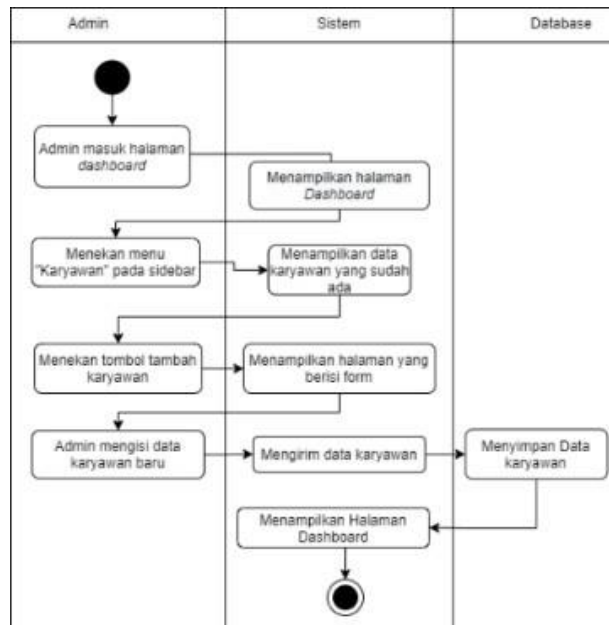 Admin
Sistem
Database
Admin masuk halaman
dashboard
Menampilkan halaman
Dashboard
Menekan menu
"Karyawan" pada sidebar
Menampilkan data
karyawan yang sudah
ada
Menekan tombol tambah
karyawan
Menampilkan halaman yang
berisi form
Admin mengisi data
karyawan baru
Mengirim data karyawan
Menyimpan Data
karyawan
Menampilkan Halaman
Dashboard